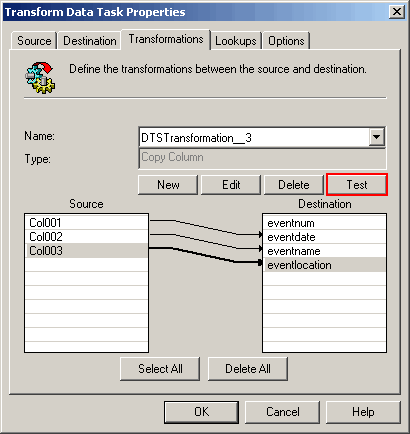 Transform Data Task Properties
Source Destination Transformations Lookups Options
Define the transformations between the source and destination.
Name: DTSTransformation__3
Type: Copy Column
New Edit Delete Test
Source Destination
Col001 eventnum
Col002 eventdate
Col003 eventname
eventlocation
Select All Delete All
OK Cancel Help